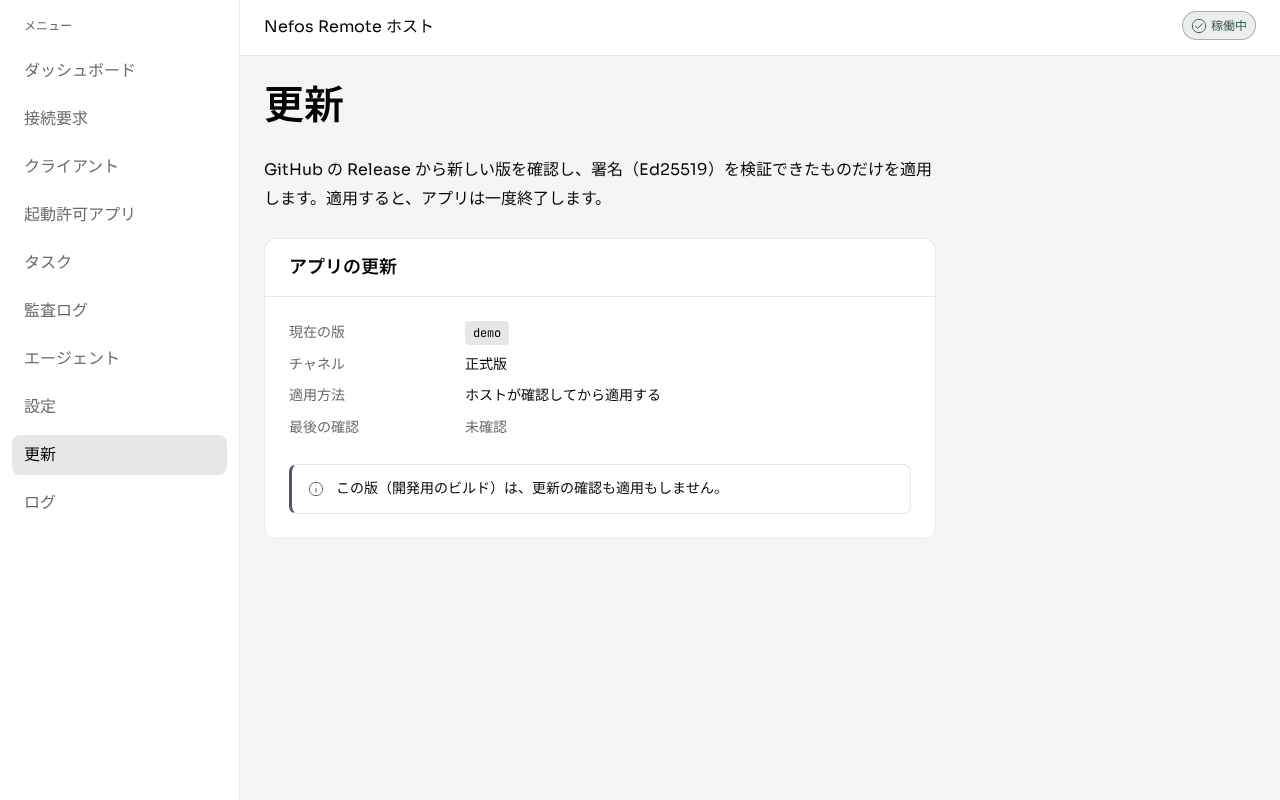 メニュー
ダッシュボード
接続要求
クライアント
起動許可アプリ
タスク
監査ログ
エージェント
設定
更新
ログ
Nefos Remote ホスト
稼働中
更新
GitHub の Release から新しい版を確認し、署名（Ed25519）を検証できたものだけを適用
します。適用すると、アプリは一度終了します。
アプリの更新
現在の版 demo
チャネル 正式版
適用方法 ホストが確認してから適用する
最後の確認 未確認
この版（開発用のビルド）は、更新の確認も適用もしません。